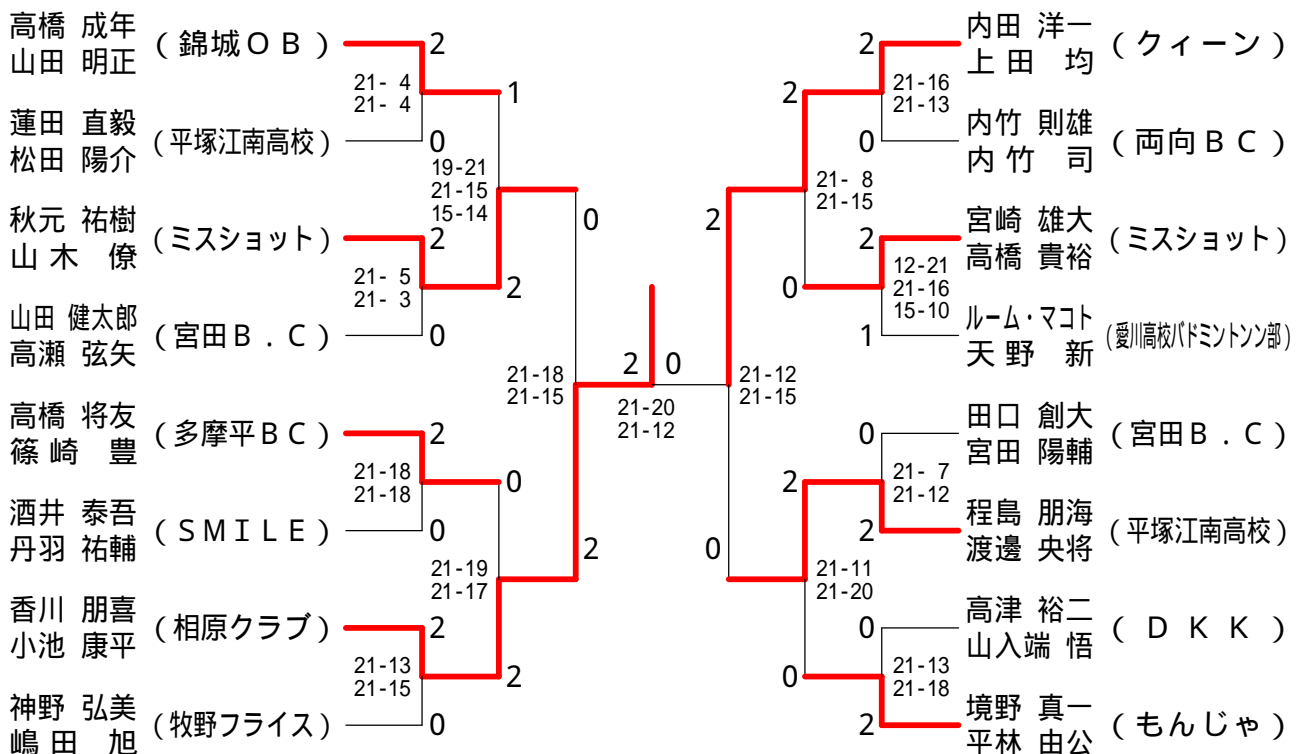 高橋 成年
山田 明正
(錦城ＯＢ)
2
21- 4
21- 4
1
蓮田 直毅
松田 陽介
(平塚江南高校)
0
19-21
21-15
15-14
秋元 祐樹
山木 僚
(ミスショット)
2
21- 5
21- 3
2
0
山田 健太郎
高瀬 弦矢
(宮田Ｂ．Ｃ)
0
21-18
21-15
高橋 将友
篠崎 豊
(多摩平ＢＣ)
2
21-18
21-18
0
酒井 泰吾
丹羽 祐輔
(ＳＭＩＬＥ)
0
21-19
21-17
2
香川 朋喜
小池 康平
(相原クラブ)
2
21-13
21-15
2
神野 弘美
嶋田 旭
(牧野フライス)
0
2 0
21-20
21-12
内田 洋一
上田 均
(クィーン)
2
21-16
21-13
2
内竹 則雄
内竹 司
(両向ＢＣ)
0
21- 8
21-15
2
宮崎 雄大
高橋 貴裕
(ミスショット)
2
12-21
21-16
15-10
0
ルーム・マコト
天野 新
(愛川高校バドミントンン部)
1
21-12
21-15
田口 創大
宮田 陽輔
(宮田Ｂ．Ｃ)
0
21- 7
21-12
2
程島 朋海
渡邊 央将
(平塚江南高校)
2
0
21-11
21-20
高津 裕二
山入端 悟
(ＤＫＫ)
0
21-13
21-18
0
境野 真一
平林 由公
(もんじゃ)
2